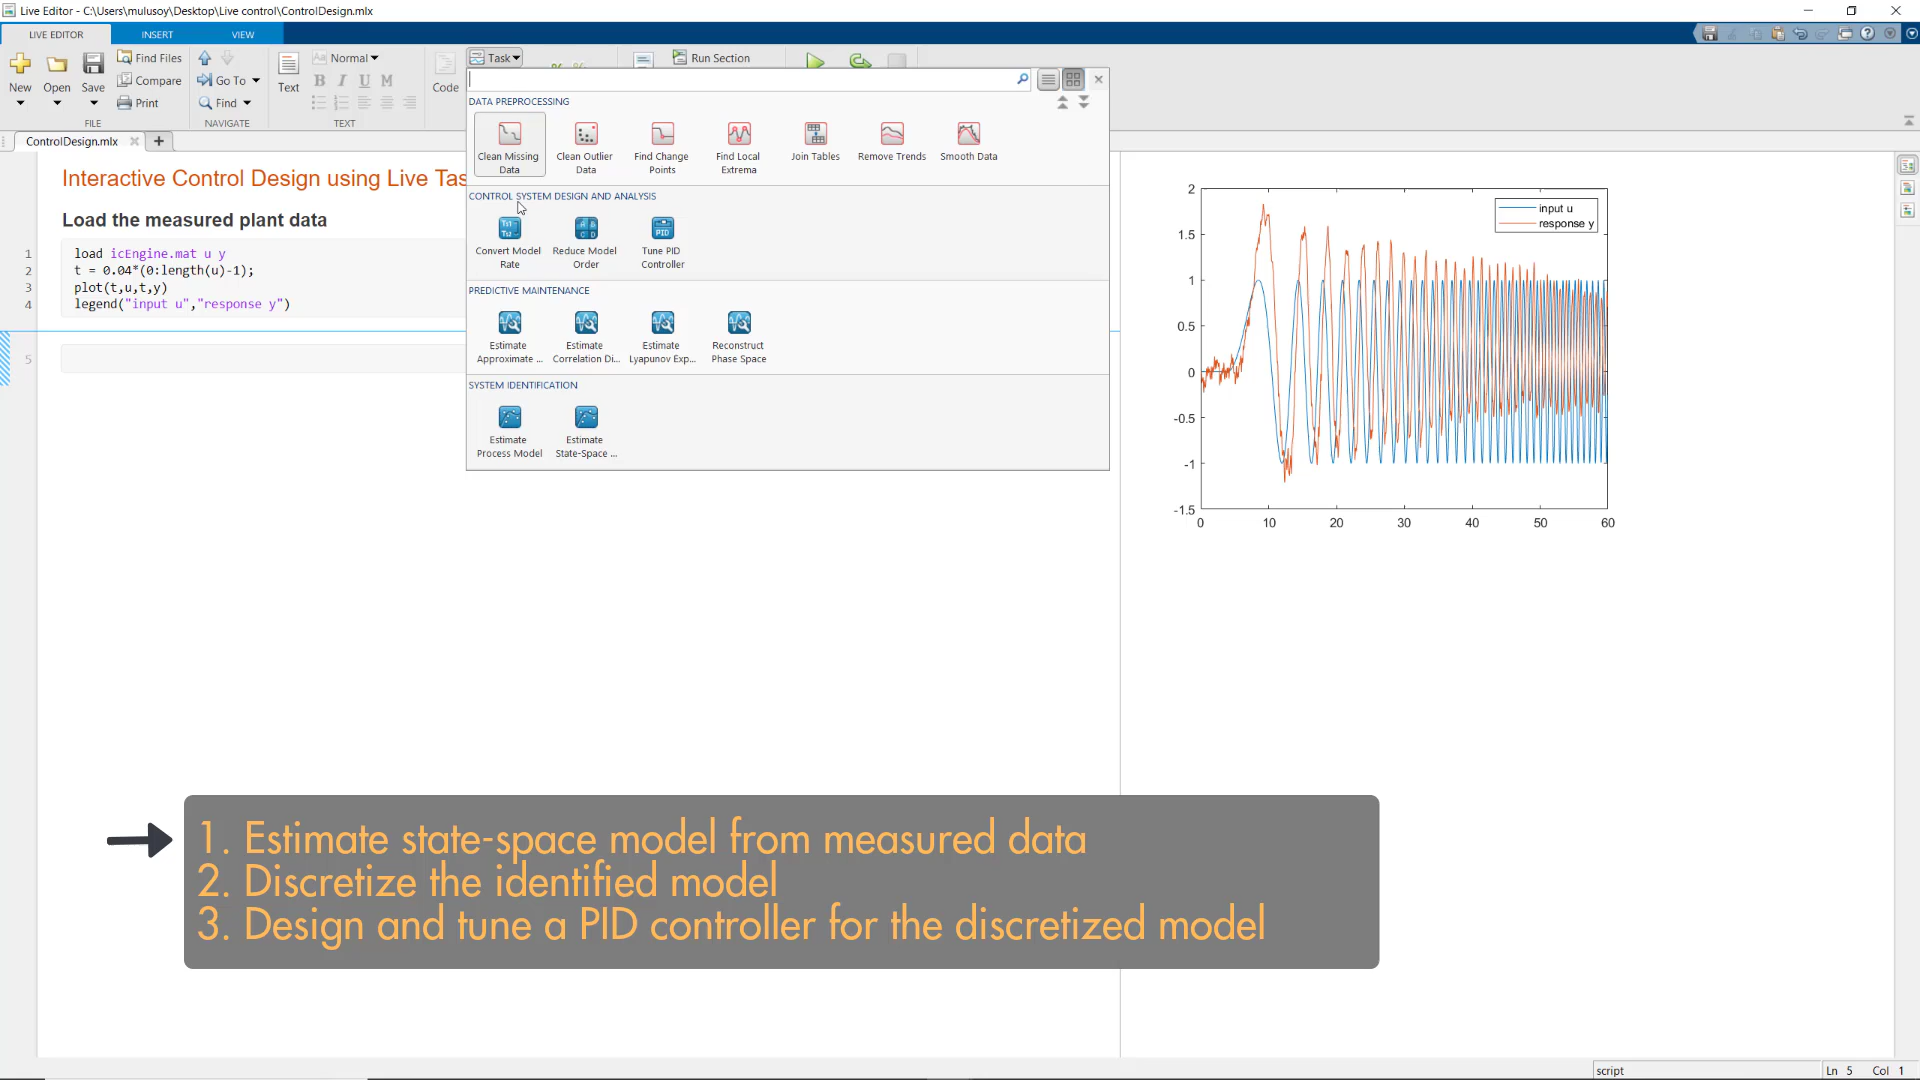 Live Editor - C:\Users\mulusoy\Desktop\Live control\ControlDesign.mlx
LIVE EDITOR
INSERT
VIEW
New
Open
Save
Find Files
Compare
Print
FILE
Go To
Find
NAVIGATE
Text
Normal
B I U M
TEXT
Code
Task
Run Section
ControlDesign.mlx
DATA PREPROCESSING
Clean Missing
Data
Clean Outlier
Data
Find Change
Points
Find Local
Extrema
Join Tables
Remove Trends
Smooth Data
CONTROL SYSTEM DESIGN AND ANALYSIS
Convert Model
Rate
Reduce Model
Order
Tune PID
Controller
PREDICTIVE MAINTENANCE
Estimate
Approximate ...
Estimate
Correlation Di...
Estimate
Lyapunov Exp...
Reconstruct
Phase Space
SYSTEM IDENTIFICATION
Estimate
Process Model
Estimate
State-Space ...
Interactive Control Design using Live Tas
Load the measured plant data
1 load icEngine.mat u y
2 t = 0.04*(0:length(u)-1);
3 plot(t,u,t,y)
4 legend("input u","response y")
5
input u
response y
2
1.5
1
0.5
0
-0.5
-1
-1.5
0 10 20 30 40 50 60
1. Estimate state-space model from measured data
2. Discretize the identified model
3. Design and tune a PID controller for the discretized model
script
Ln 5 Col 1